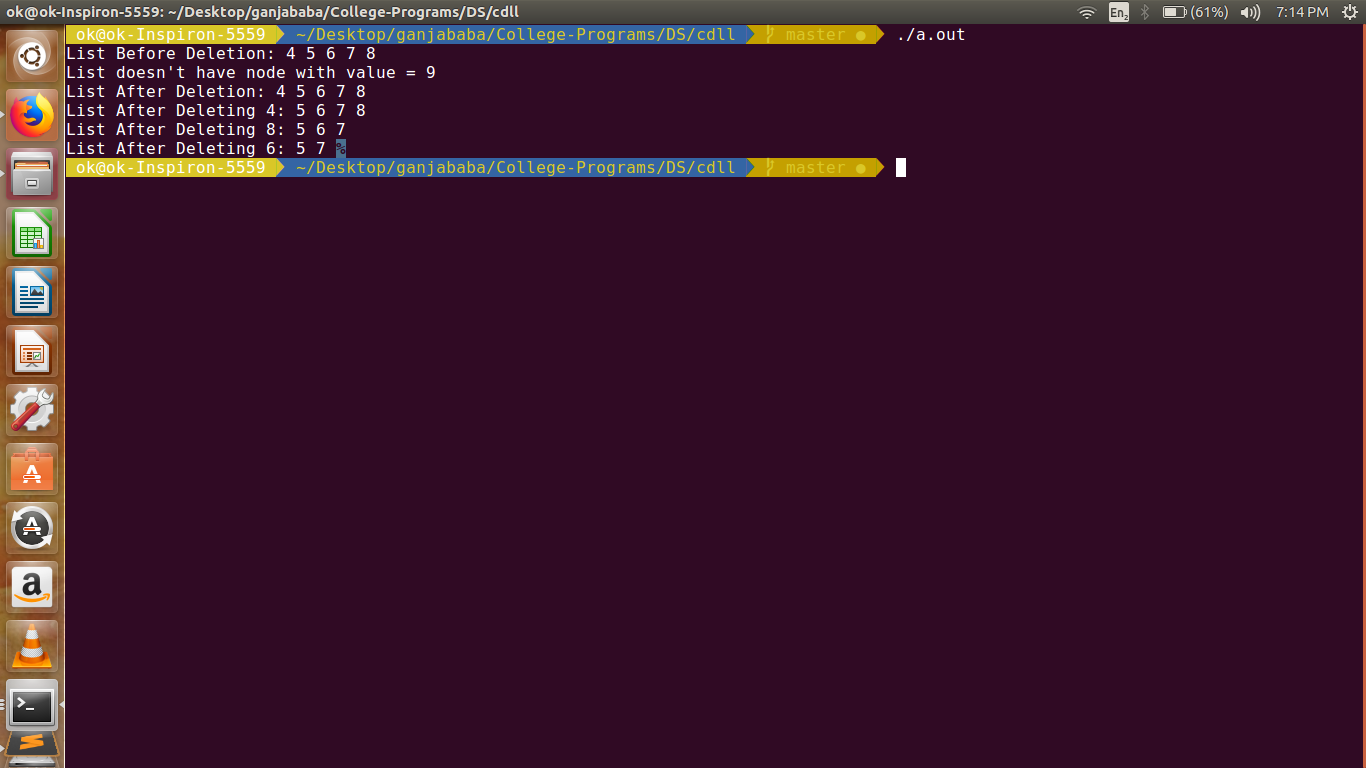 ok@ok-Inspiron-5559: ~/Desktop/ganjababa/College-Programs/DS/cdll En2 (61%) 7:14 PM
ok@ok-Inspiron-5559 ~/Desktop/ganjababa/College-Programs/DS/cdll master ● ./a.out
List Before Deletion: 4 5 6 7 8
List doesn't have node with value = 9
List After Deletion: 4 5 6 7 8
List After Deleting 4: 5 6 7 8
List After Deleting 8: 5 6 7
List After Deleting 6: 5 7 %
ok@ok-Inspiron-5559 ~/Desktop/ganjababa/College-Programs/DS/cdll master ●